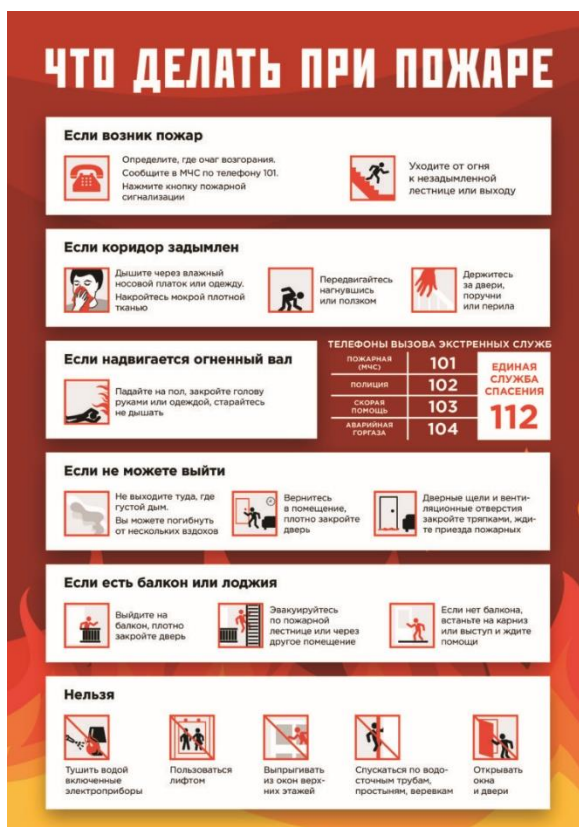 ЧТО ДЕЛАТЬ ПРИ ПОЖАРЕ
Если возник пожар
Определите, где очаг возгорания.
Сообщите в МЧС по телефону 101.
Нажмите кнопку пожарной
сигнализации
Уходите от огня
к незадымленной
лестнице или выходу
Если коридор задымлен
Дышите через влажный
носовой платок или одежду.
Накройтесь мокрой плотной
тканью
Передвигайтесь
нагнувшись
или ползком
Держитесь
за двери,
поручни
или перила
Если надвигается огненный вал
Падайте на пол, закройте голову
руками или одеждой, старайтесь
не дышать
ТЕЛЕФОНЫ ВЫЗОВА ЭКСТРЕННЫХ СЛУЖБ
ПОЖАРНАЯ
(МЧС)
101
ПОЛИЦИЯ
102
СКОРАЯ
ПОМОЩЬ
103
АВАРИЙНАЯ
ГОРГАЗА
104
ЕДИНАЯ
СЛУЖБА
СПАСЕНИЯ
112
Если не можете выйти
Не выходите туда, где
густой дым.
Вы можете погибнуть
от нескольких вздохов
Вернитесь
в помещение,
плотно закройте
дверь
Дверные щели и венти-
ляционные отверстия
закройте тряпками, жди-
те приезда пожарных
Если есть балкон или лоджия
Выйдите на
балкон, плотно
закройте дверь
Эвакуируйтесь
по пожарной
лестнице или через
другое помещение
Если нет балкона,
встаньте на карниз
или выступ и ждите
помощи
Нельзя
Тушить водой
включенные
электроприборы
Пользоваться
лифтом
Выпрыгивать
из окон верх-
них этажей
Спускаться по водо-
сточным трубам,
простыням, веревкам
Открывать
окна
и двери